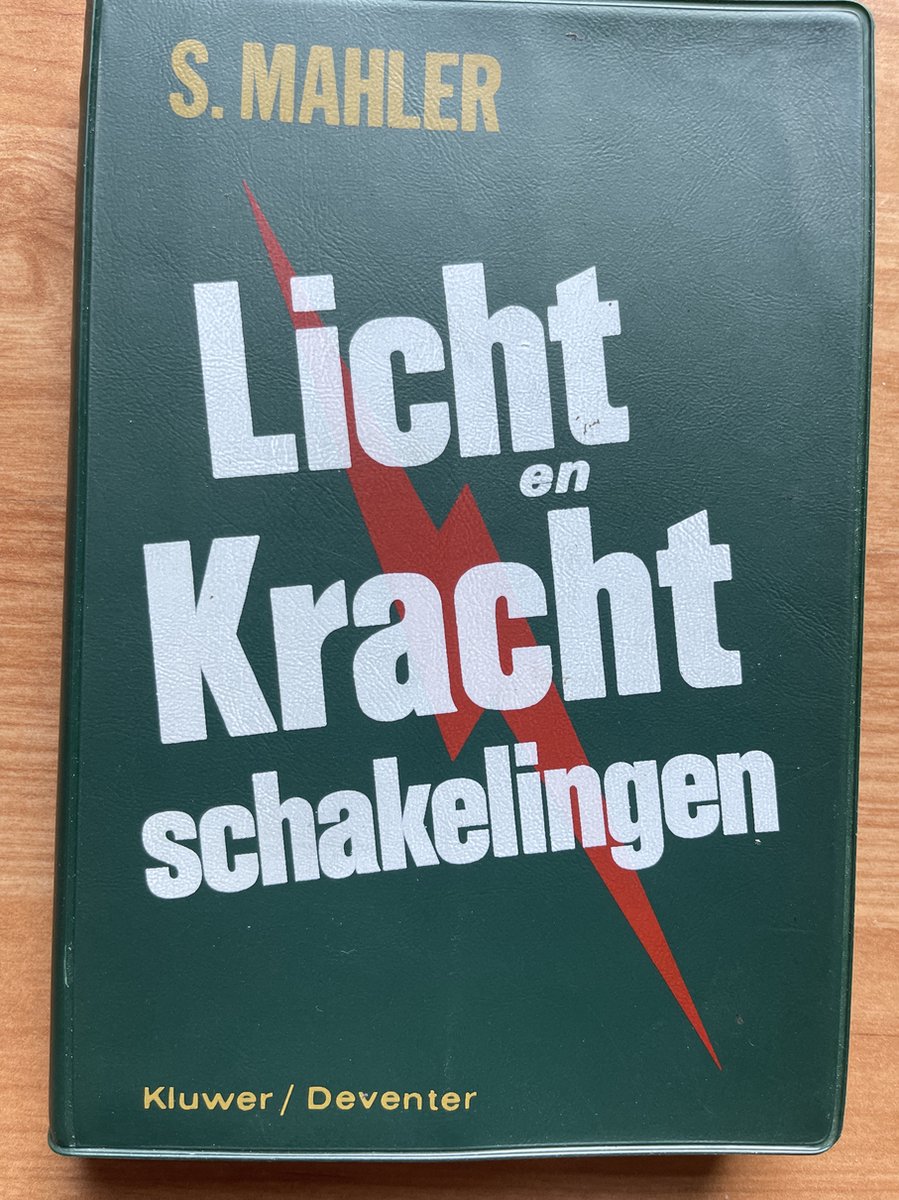 S. MAHLER
Licht
en
Kracht
schakelingen
Kluwer / Deventer